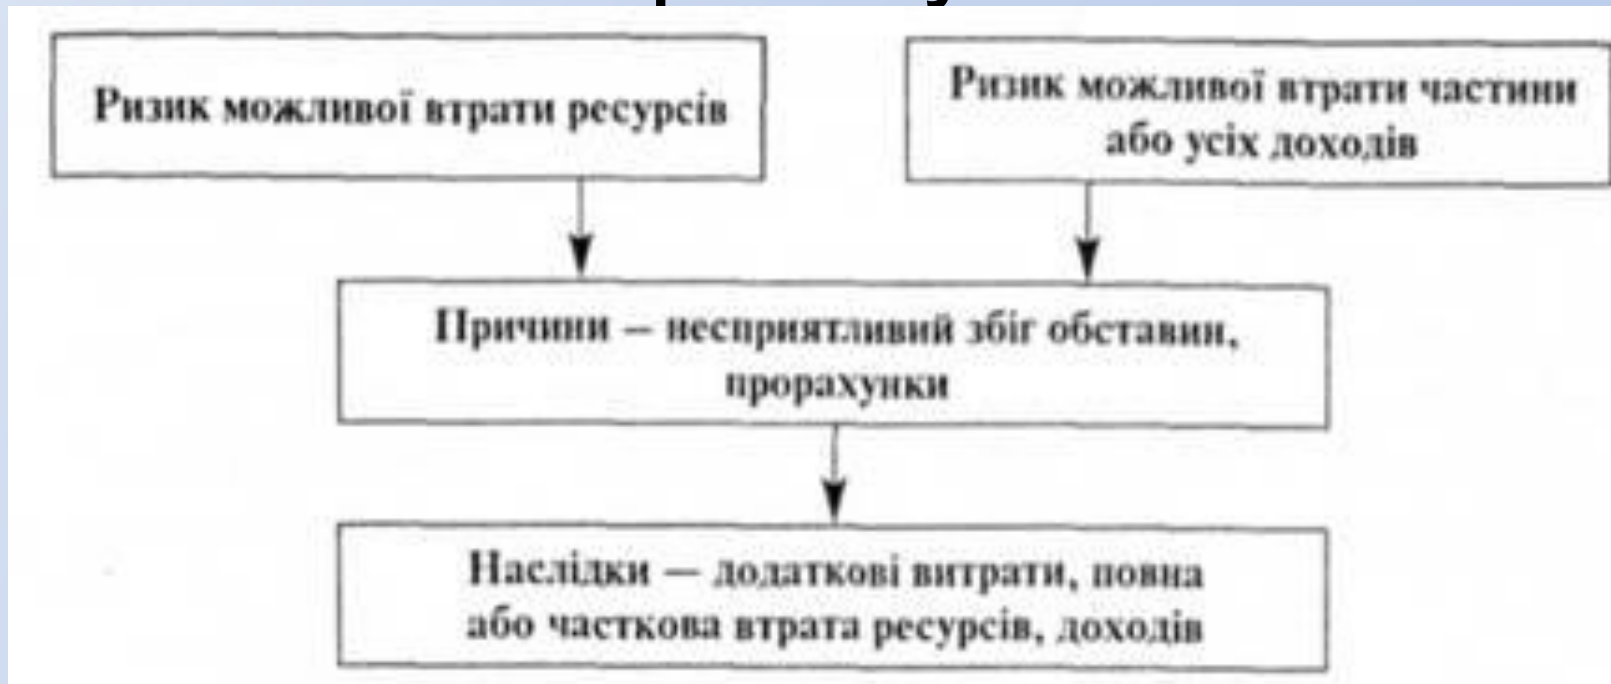 Ризик можливої втрати ресурсів
Ризик можливої втрати частини
або усіх доходів
Причини – несприятливий збіг обставин,
прорахунки
Наслідки — додаткові витрати, повна
або часткова втрата ресурсів, доходів